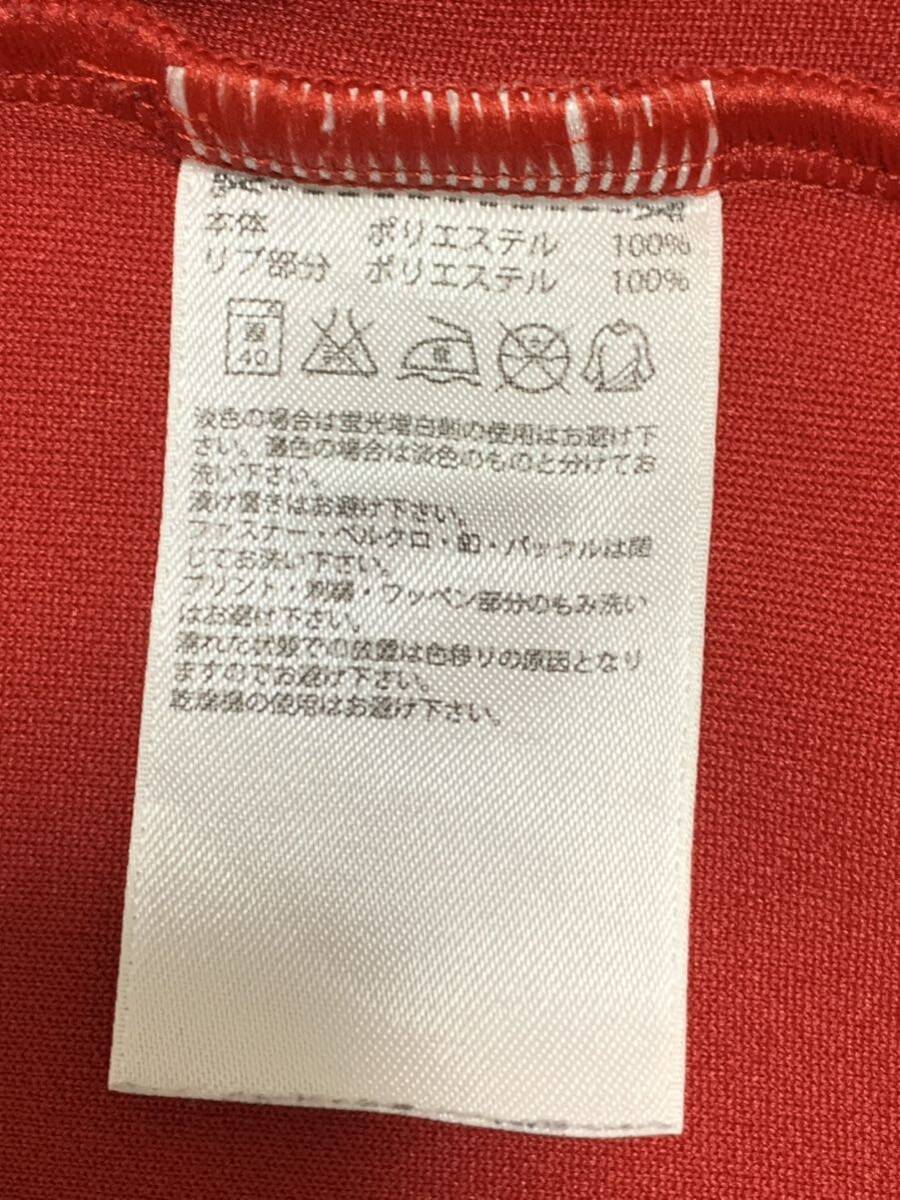 本体 ポリエステル 100%
リブ部分 ポリエステル 100%
40
淡色の場合は蛍光増白剤の使用はお避け下
さい。濃色の場合は淡色のものと分けてお
洗い下さい。
漬け置きはお避け下さい。
ファスナー・ベルクロ・釦・バックルは閉
じてお洗い下さい。
プリント・刺繍・ワッペン部分のもみ洗い
はお避け下さい。
濡れた状態での放置は色移りの原因となり
ますのでお避け下さい。
乾燥機の使用はお避け下さい。